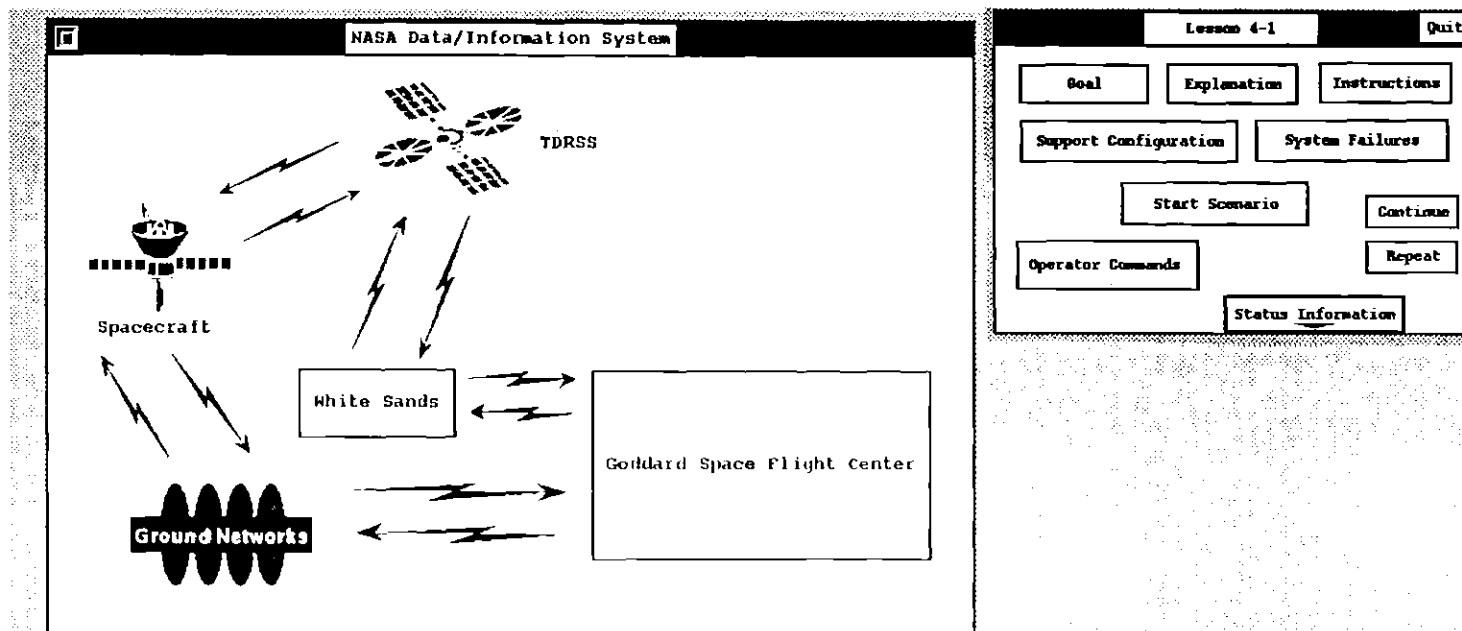 NASA Data/Information System
TDRSS
Spacecraft
White Sands
Goddard Space Flight Center
Ground Networks
Lesson 4-1
Quit
Goal
Explanation
Instructions
Support Configuration
System Failures
Start Scenario
Continue
Operator Commands
Repeat
Status Information